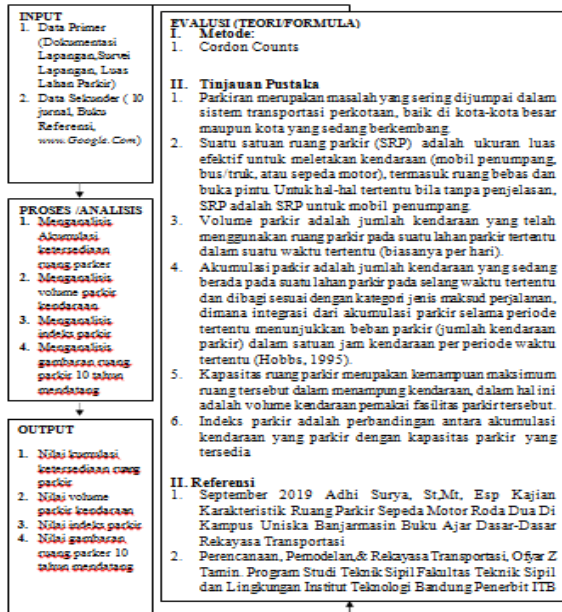 INPUT
1. Data Primer
(Dokumentasi
Lapangan,Survei
Lapangan, Luas
Lahan Parkir)
2. Data Sekunder ( 10
jurnal, Buku
Referensi,
www.Google.Com)
PROSES /ANALISIS
1. Menganalisis
Akumulasi
ketersediaan
ruang parker
2. Menganalisis
volume parkir
kendaraan
3. Menganalisis
indeks parkir
4. Menganalisis
gambaran ruang
parkir 10 tahun
mendatang
OUTPUT
1. Nilai kumulasi
ketersediaan ruang
parkir
2. Nilai volume
parkir kendaraan
3. Nilai indeks parkir
4. Nilai gambaran
ruang parker 10
tahun mendatang
EVALUSI (TEORI/FORMULA)
I. Metode:
1. Cordon Counts
II. Tinjauan Pustaka
1. Parkiran merupakan masalah yang sering dijumpai dalam
sistem transportasi perkotaan, baik di kota-kota besar
maupun kota yang sedang berkembang.
2. Suatu satuan ruang parkir (SRP) adalah ukuran luas
efektif untuk meletakan kendaraan (mobil penumpang,
bus/truk, atau sepeda motor), termasuk ruang bebas dan
buka pintu. Untuk hal-hal tertentu bila tanpa penjelasan,
SRP adalah SRP untuk mobil penumpang.
3. Volume parkir adalah jumlah kendaraan yang telah
menggunakan ruang parkir pada suatu lahan parkir tertentu
dalam suatu waktu tertentu (biasanya per hari).
4. Akumulasi parkir adalah jumlah kendaraan yang sedang
berada pada suatu lahan parkir pada selang waktu tertentu
dan dibagi sesuai dengan kategori jenis maksud perjalanan,
dimana integrasi dari akumulasi parkir selama periode
tertentu menunjukkan beban parkir (jumlah kendaraan
parkir) dalam satuan jam kendaraan per periode waktu
tertentu (Hobbs, 1995).
5. Kapasitas ruang parkir merupakan kemampuan maksimum
ruang tersebut dalam menampung kendaraan, dalam hal ini
adalah volume kendaraan pemakai fasilitas parkir tersebut.
6. Indeks parkir adalah perbandingan antara akumulasi
kendaraan yang parkir dengan kapasitas parkir yang
tersedia
II. Referensi
1. September 2019 Adhi Surya, St,Mt, Esp Kajian
Karakteristik Ruang Parkir Sepeda Motor Roda Dua Di
Kampus Uniska Banjarmasin Buku Ajar Dasar-Dasar
Rekayasa Transportasi
2. Perencanaan, Pemodelan,& Rekayasa Transportasi, Ofyar Z
Tamin. Program Studi Teknik Sipil Fakultas Teknik Sipil
dan Lingkungan Institut Teknologi Bandung Penerbit ITB